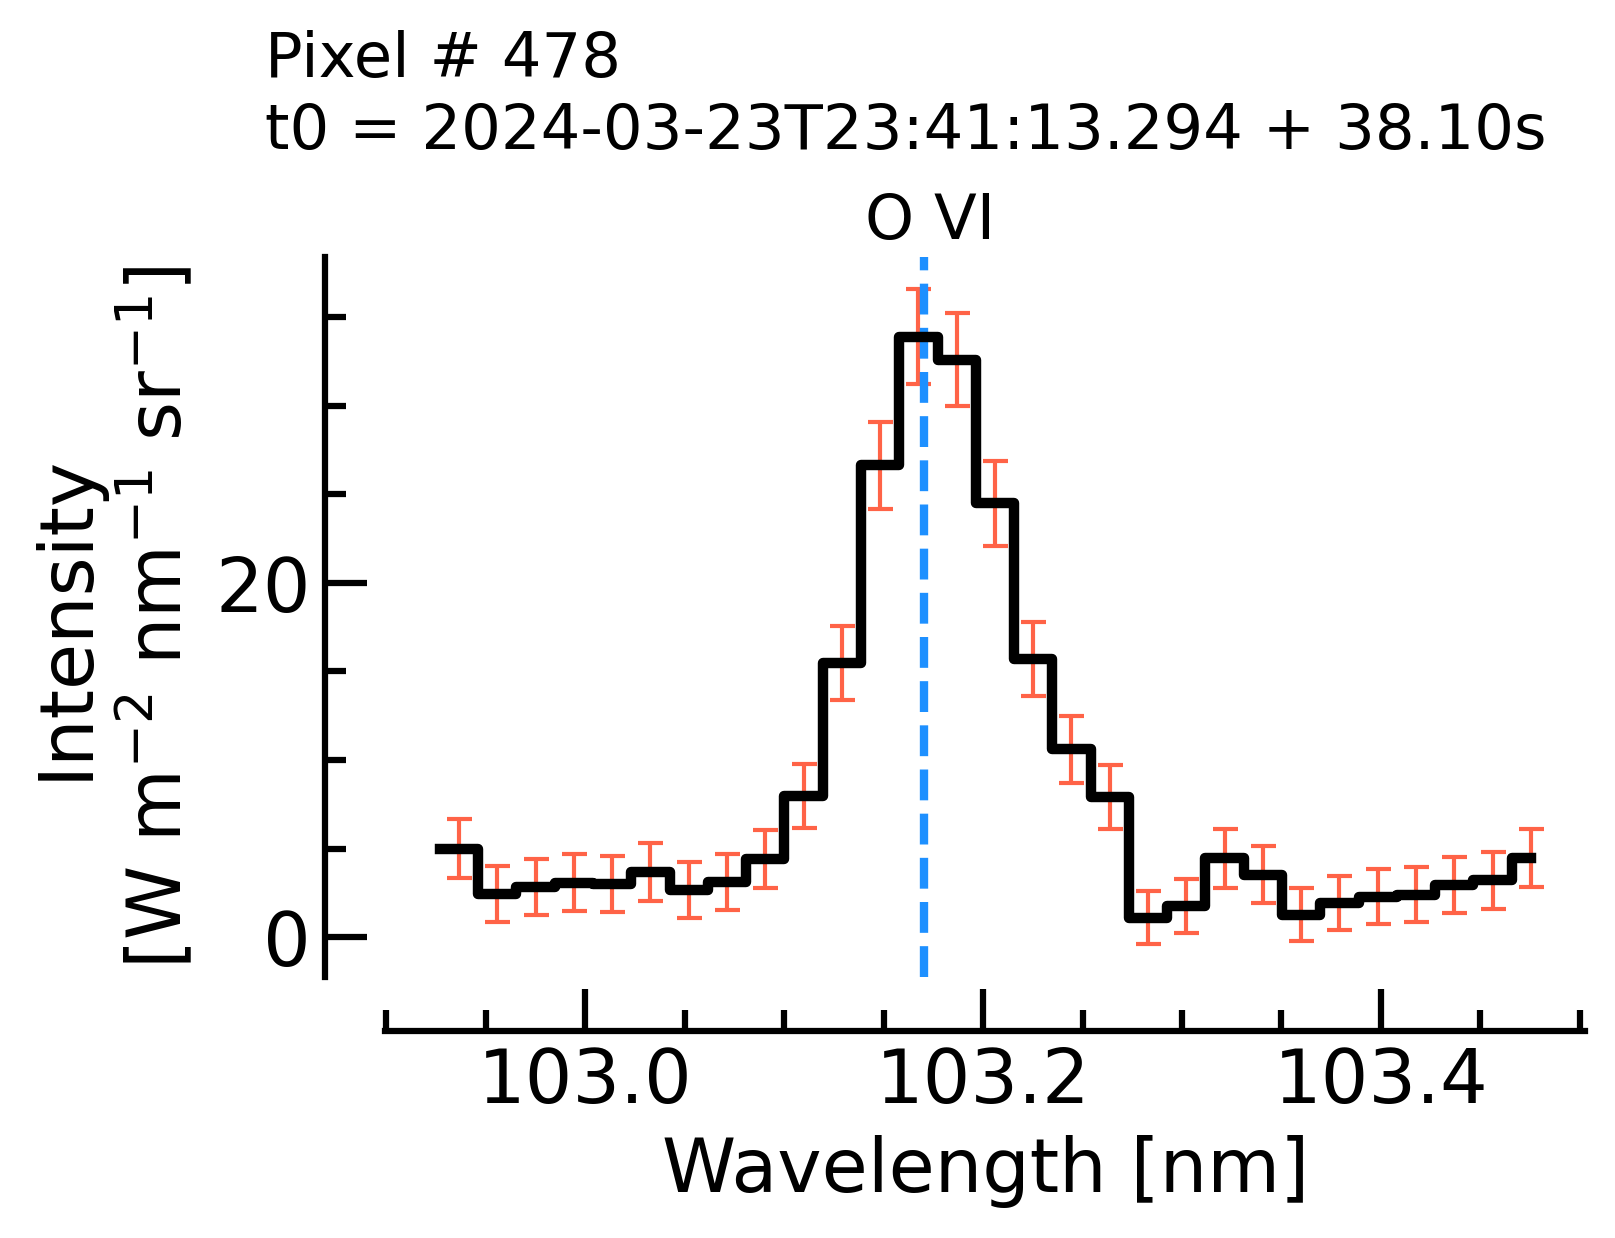 Pixel # 478
t0 = 2024-03-23T23:41:13.294 + 38.10s
O VI
Intensity
[W m⁻² nm⁻¹ sr⁻¹]
20
0
103.0 103.2 103.4
Wavelength [nm]